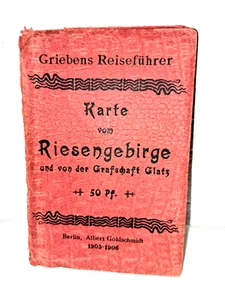 Griebens Reiseführer
Karte
vom
Riesengebirge
und von der Grafschaft Glatz
50 Pf.
Berlin, Albert Goldschmidt
1905-1906